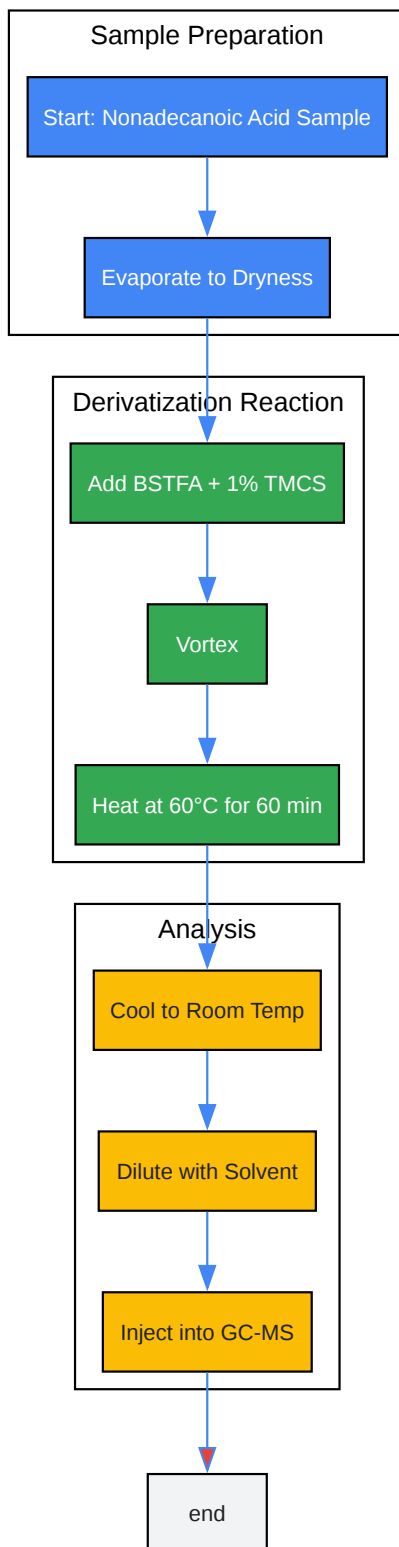 Sample Preparation
Start: Nonadecanoic Acid Sample
Evaporate to Dryness
Derivatization Reaction
Add BSTFA + 1% TMCS
Vortex
Heat at 60°C for 60 min
Analysis
Cool to Room Temp
Dilute with Solvent
Inject into GC-MS
end